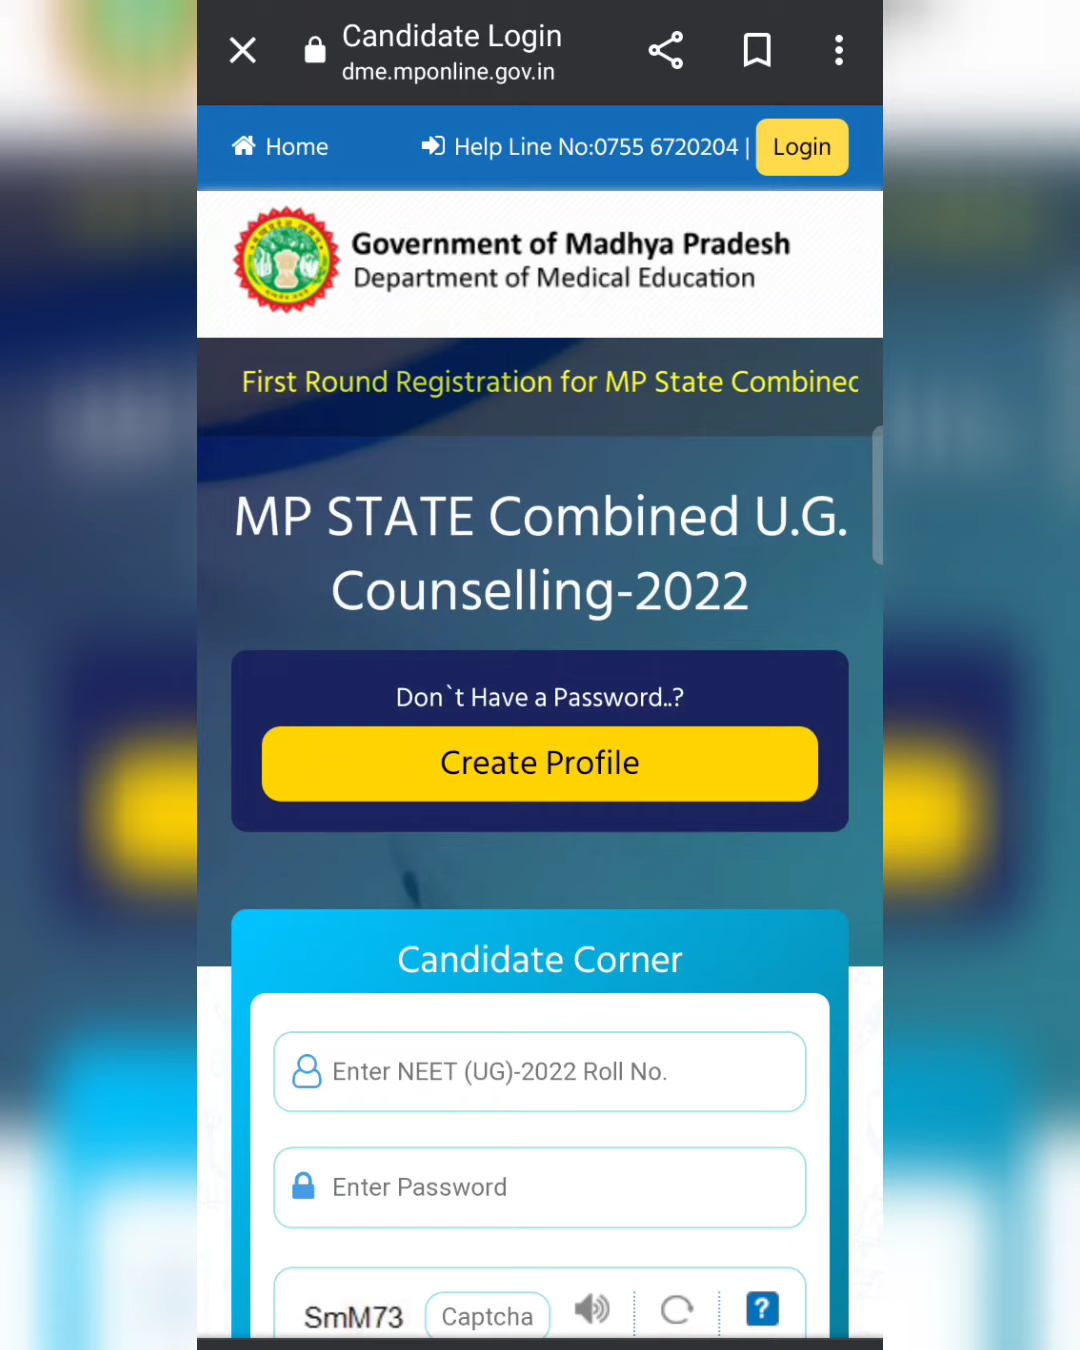 Candidate Login
dme.mponline.gov.in
Home
Help Line No:0755 6720204 |
Login
Government of Madhya Pradesh
Department of Medical Education
First Round Registration for MP State Combined
MP STATE Combined U.G.
Counselling-2022
Don`t Have a Password..?
Create Profile
Candidate Corner
Enter NEET (UG)-2022 Roll No.
Enter Password
SmM73
Captcha
?